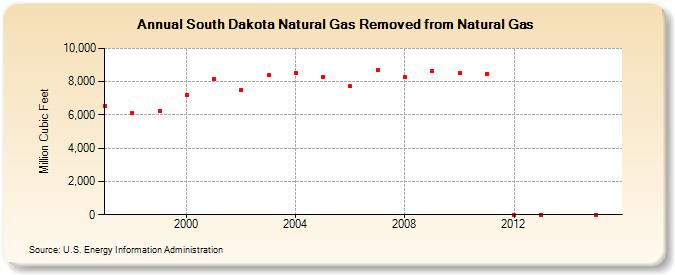 Annual South Dakota Natural Gas Removed from Natural Gas
Million Cubic Feet
10,000
8,000
6,000
4,000
2,000
0
2000 2004 2008 2012
Source: U.S. Energy Information Administration